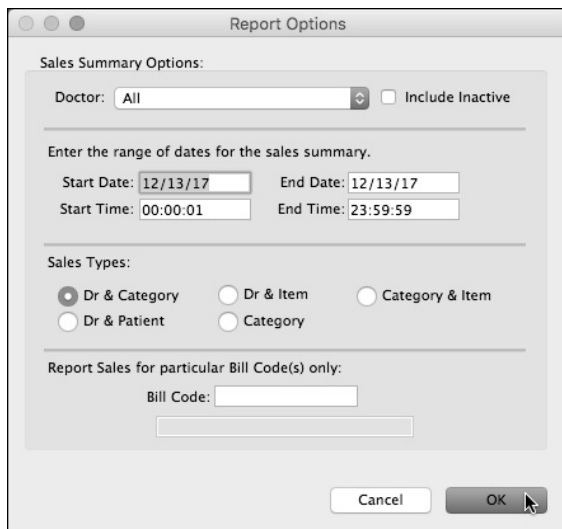 Report Options
Sales Summary Options:
Doctor: All Include Inactive
Enter the range of dates for the sales summary.
Start Date: 12/13/17 End Date: 12/13/17
Start Time: 00:00:01 End Time: 23:59:59
Sales Types:
Dr & Category Dr & Item Category & Item
Dr & Patient Category
Report Sales for particular Bill Code(s) only:
Bill Code:
Cancel OK